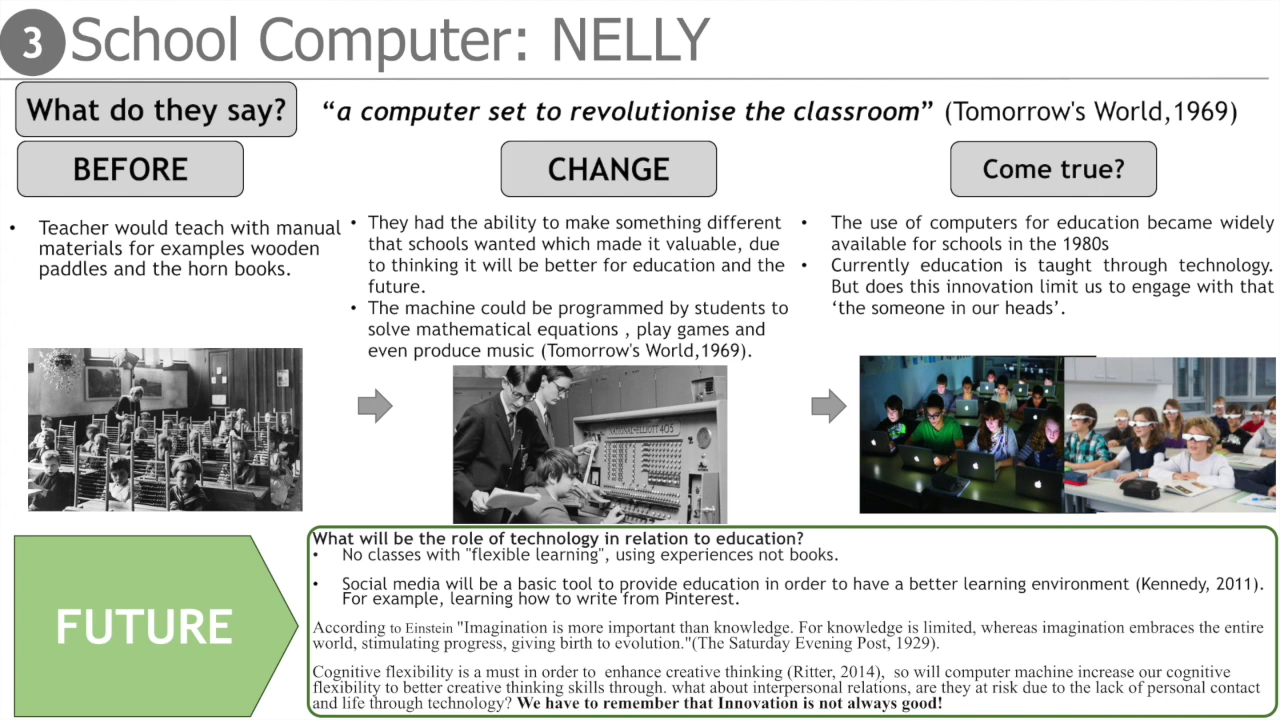 3
School Computer: NELLY
What do they say?
“a computer set to revolutionise the classroom” (Tomorrow's World,1969)
BEFORE
• Teacher would teach with manual
materials for examples wooden
paddles and the horn books.
CHANGE
• They had the ability to make something different
that schools wanted which made it valuable, due
to thinking it will be better for education and the
future.
• The machine could be programmed by students to
solve mathematical equations , play games and
even produce music (Tomorrow's World,1969).
NATIONAL-ELLIOTT 405
Come true?
• The use of computers for education became widely
available for schools in the 1980s
• Currently education is taught through technology.
But does this innovation limit us to engage with that
‘the someone in our heads’.
FUTURE
What will be the role of technology in relation to education?
• No classes with "flexible learning", using experiences not books.
• Social media will be a basic tool to provide education in order to have a better learning environment (Kennedy, 2011).
For example, learning how to write from Pinterest.
According to Einstein "Imagination is more important than knowledge. For knowledge is limited, whereas imagination embraces the entire
world, stimulating progress, giving birth to evolution."(The Saturday Evening Post, 1929).
Cognitive flexibility is a must in order to enhance creative thinking (Ritter, 2014), so will computer machine increase our cognitive
flexibility to better creative thinking skills through. what about interpersonal relations, are they at risk due to the lack of personal contact
and life through technology? We have to remember that Innovation is not always good!